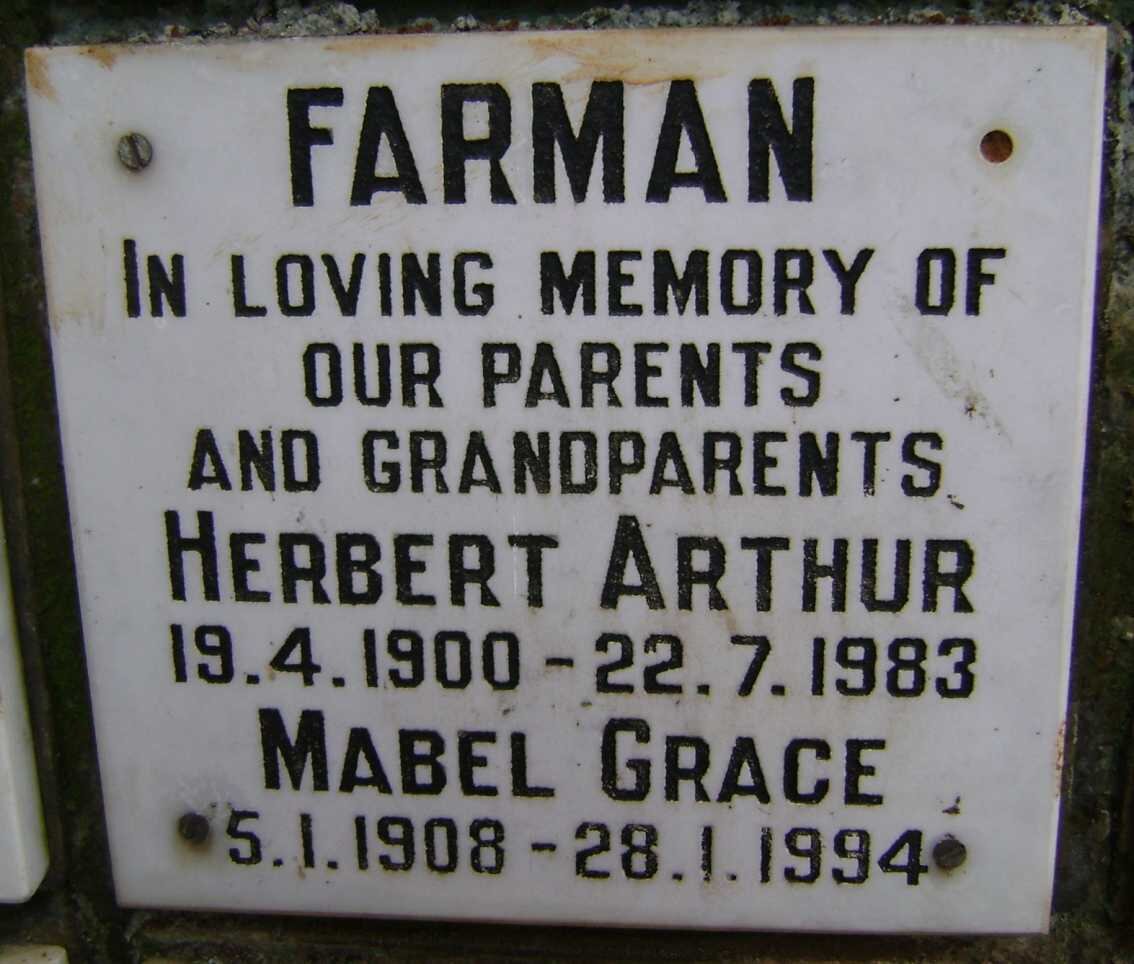 FARMAN
IN LOVING MEMORY OF
OUR PARENTS
AND GRANDPARENTS
HERBERT ARTHUR
19.4.1900 - 22.7.1983
MABEL GRACE
5.1.1908 - 28.1.1994